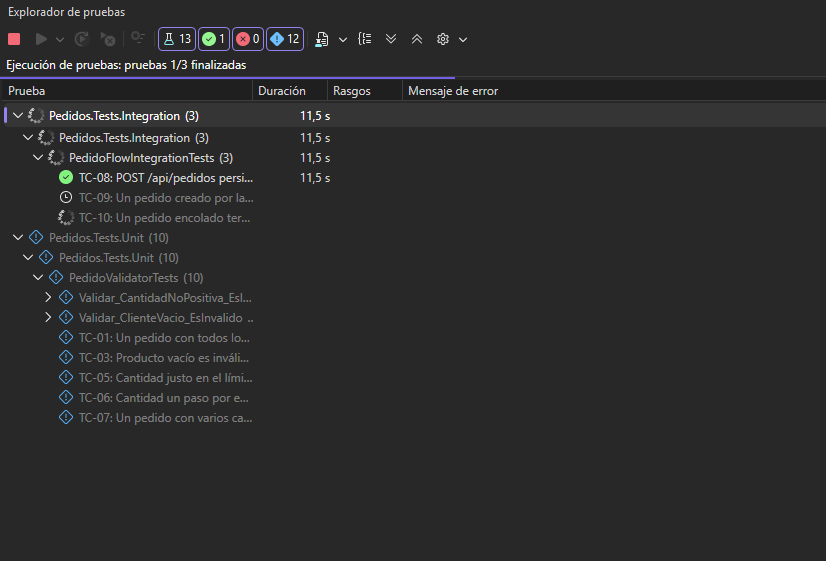 Explorador de pruebas
13 1 0 12
Ejecución de pruebas: pruebas 1/3 finalizadas
Prueba Duración Rasgos Mensaje de error
Pedidos.Tests.Integration (3) 11,5 s
Pedidos.Tests.Integration (3) 11,5 s
PedidoFlowIntegrationTests (3) 11,5 s
TC-08: POST /api/pedidos persi... 11,5 s
TC-09: Un pedido creado por la...
TC-10: Un pedido encolado ter...
Pedidos.Tests.Unit (10)
Pedidos.Tests.Unit (10)
PedidoValidatorTests (10)
Validar_CantidadNoPositiva_EsI...
Validar_ClienteVacio_EsInvalido ...
TC-01: Un pedido con todos lo...
TC-03: Producto vacío es inváli...
TC-05: Cantidad justo en el lími...
TC-06: Cantidad un paso por e...
TC-07: Un pedido con varios ca...